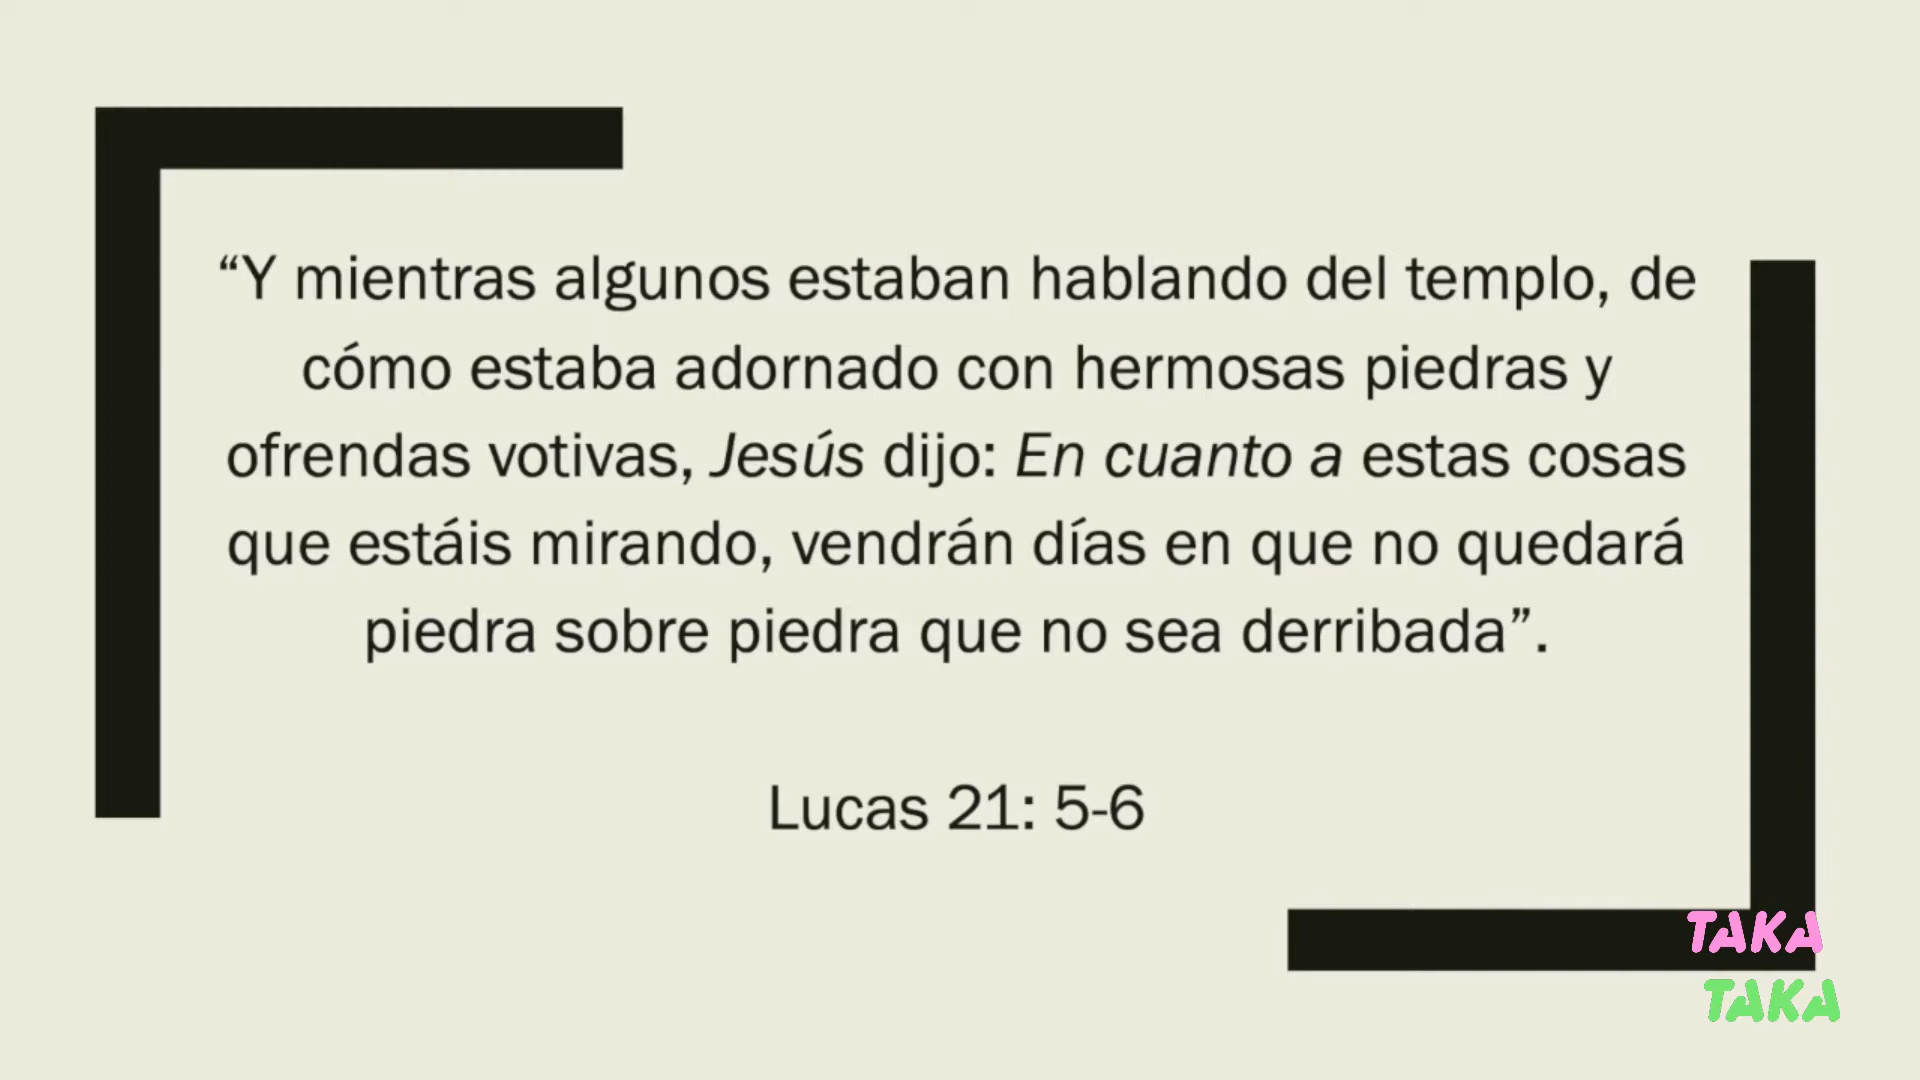 “Y mientras algunos estaban hablando del templo, de
cómo estaba adornado con hermosas piedras y
ofrendas votivas, Jesús dijo: En cuanto a estas cosas
que estáis mirando, vendrán días en que no quedará
piedra sobre piedra que no sea derribada”.
Lucas 21: 5-6
TAKA
TAKA